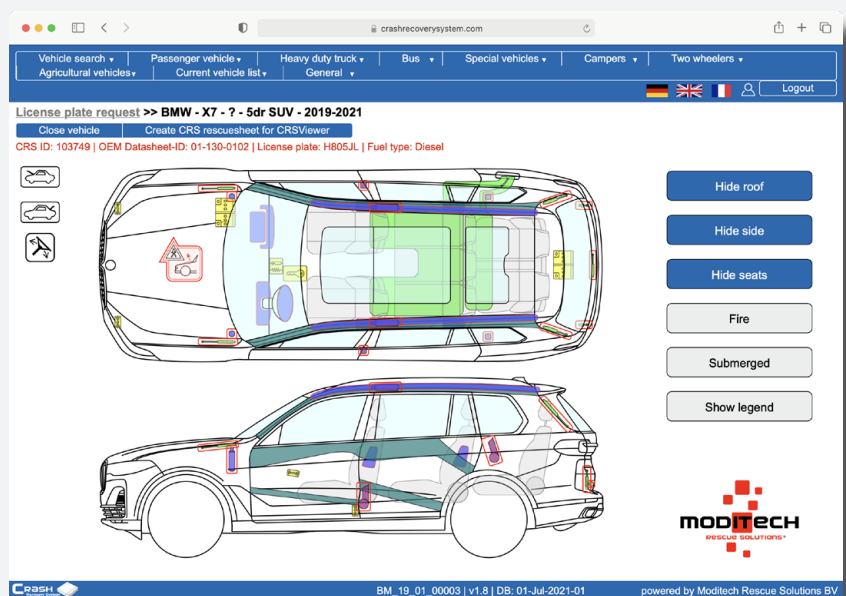 crashrecoverysystem.com
Vehicle search Passenger vehicle Heavy duty truck Bus Special vehicles Campers Two wheelers
Agricultural vehicles Current vehicle list General
Logout
License plate request >> BMW - X7 - ? - 5dr SUV - 2019-2021
Close vehicle Create CRS rescuesheet for CRSViewer
CRS ID: 103749 | OEM Datasheet-ID: 01-130-0102 | License plate: H805JL | Fuel type: Diesel
Hide roof
Hide side
Hide seats
Fire
Submerged
Show legend
MODITECH
RESCUE SOLUTIONS
CRASH BM_19_01_00003 | v1.8 | DB: 01-Jul-2021-01 powered by Moditech Rescue Solutions BV